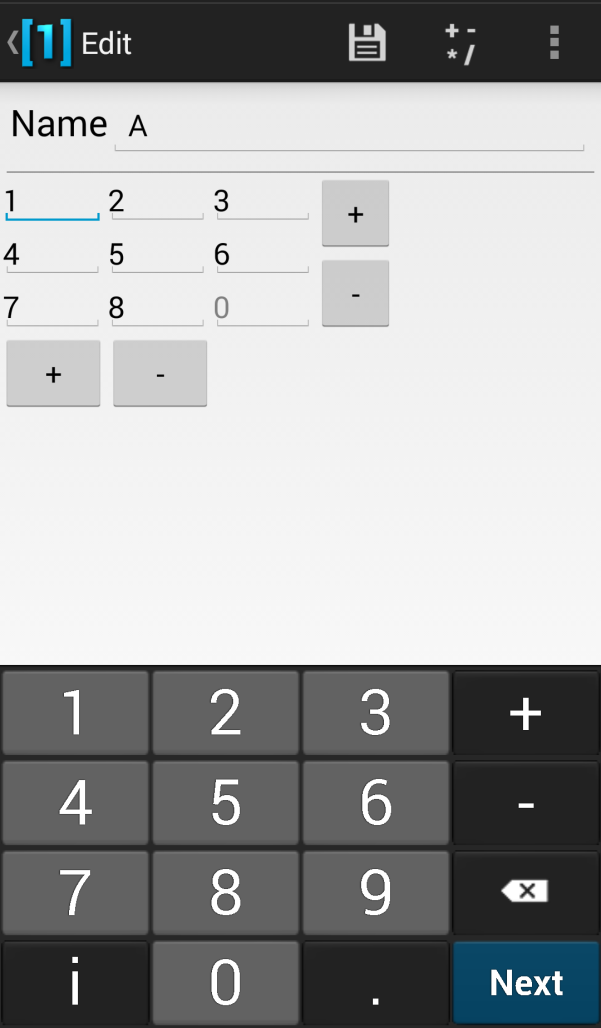 [1] Edit + - * /
Name A
1 2 3 +
4 5 6
-
7 8 0
+ -
1 2 3 +
4 5 6 -
7 8 9
i 0 . Next